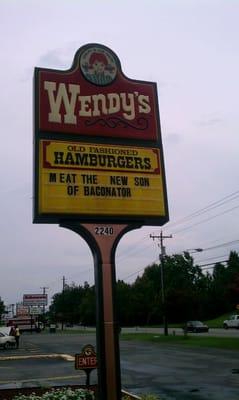 WENDY'S
OLD FASHIONED
HAMBURGERS
M EAT THE NEW SON
OF BACONATOR
2240
ENTER